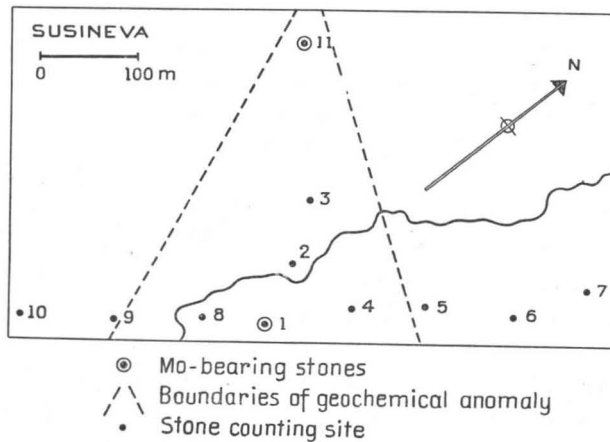 SUSINEVA
0 100 m
11
N
3
2
7
10
9
8
1
4
5
6
Mo-bearing stones
Boundaries of geochemical anomaly
Stone counting site